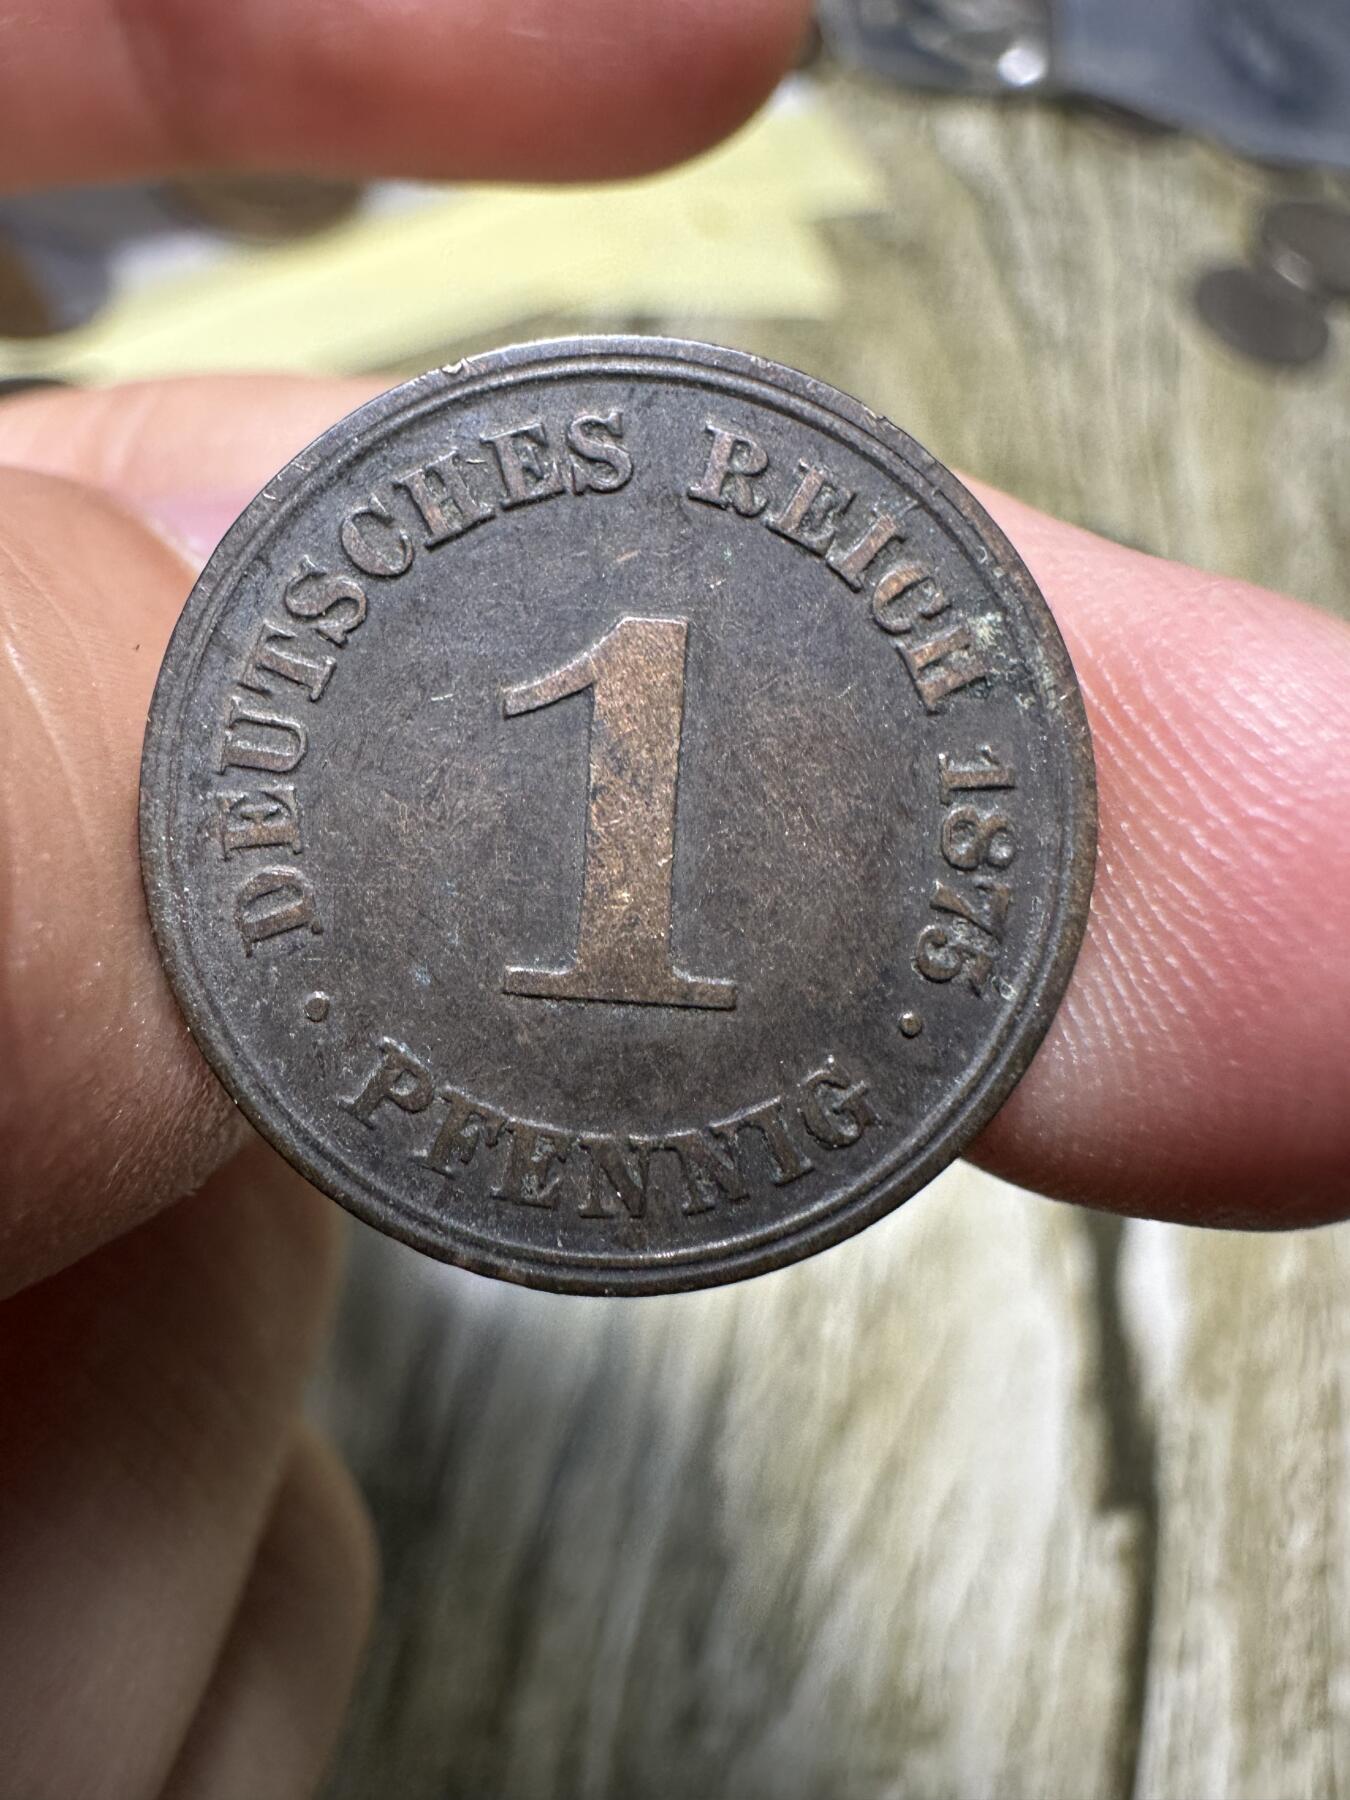 DEUTSCHES REICH 1875
1
· PFENNIG ·